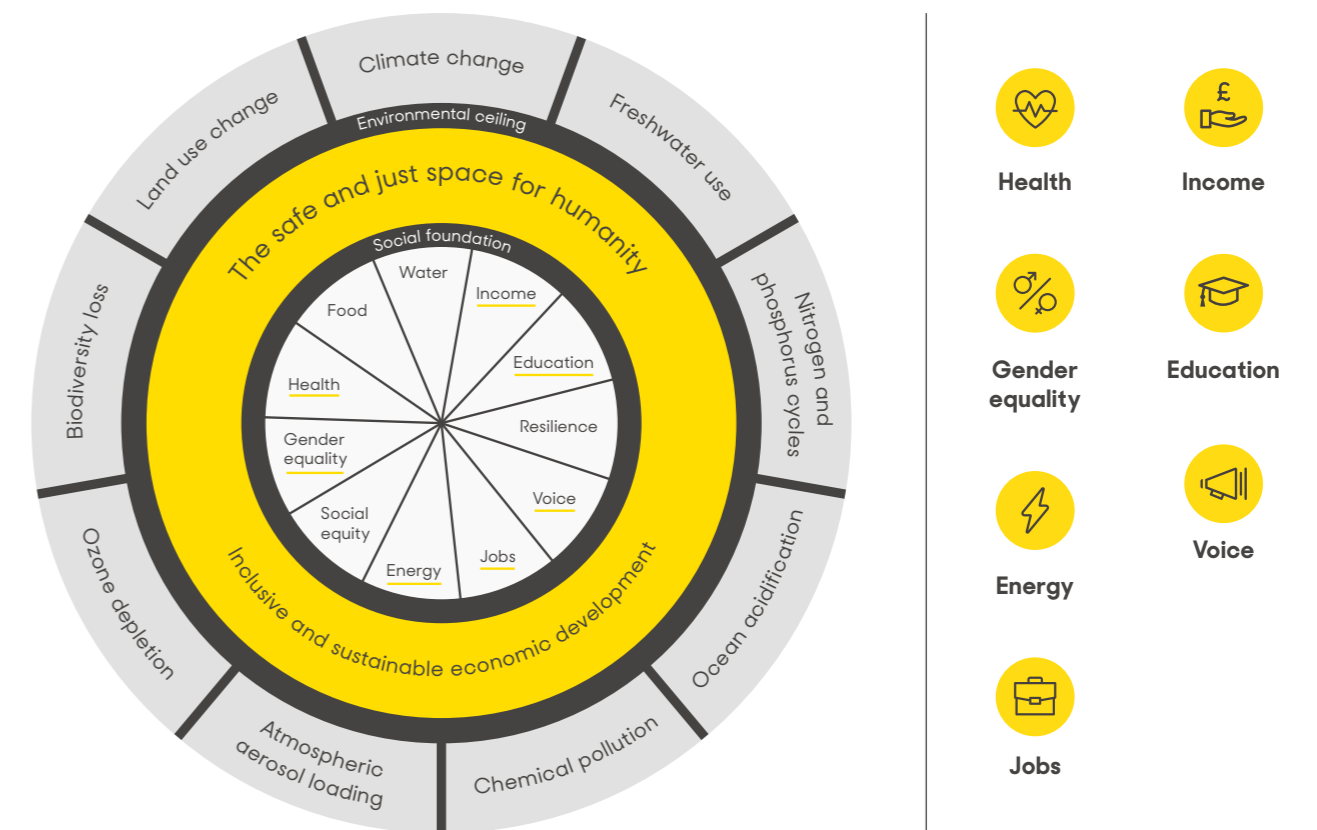 Climate change
Freshwater use
Nitrogen and
phosphorus cycles
Ocean acidification
Chemical pollution
Atmospheric
aerosol loading
Ozone depletion
Biodiversity loss
Land use change
Environmental ceiling
The safe and just space for humanity
Inclusive and sustainable economic development
Social foundation
Water
Income
Education
Resilience
Voice
Jobs
Energy
Social
equity
Gender
equality
Health
Food
£
Health
Income
Gender
equality
Education
Energy
Voice
Jobs